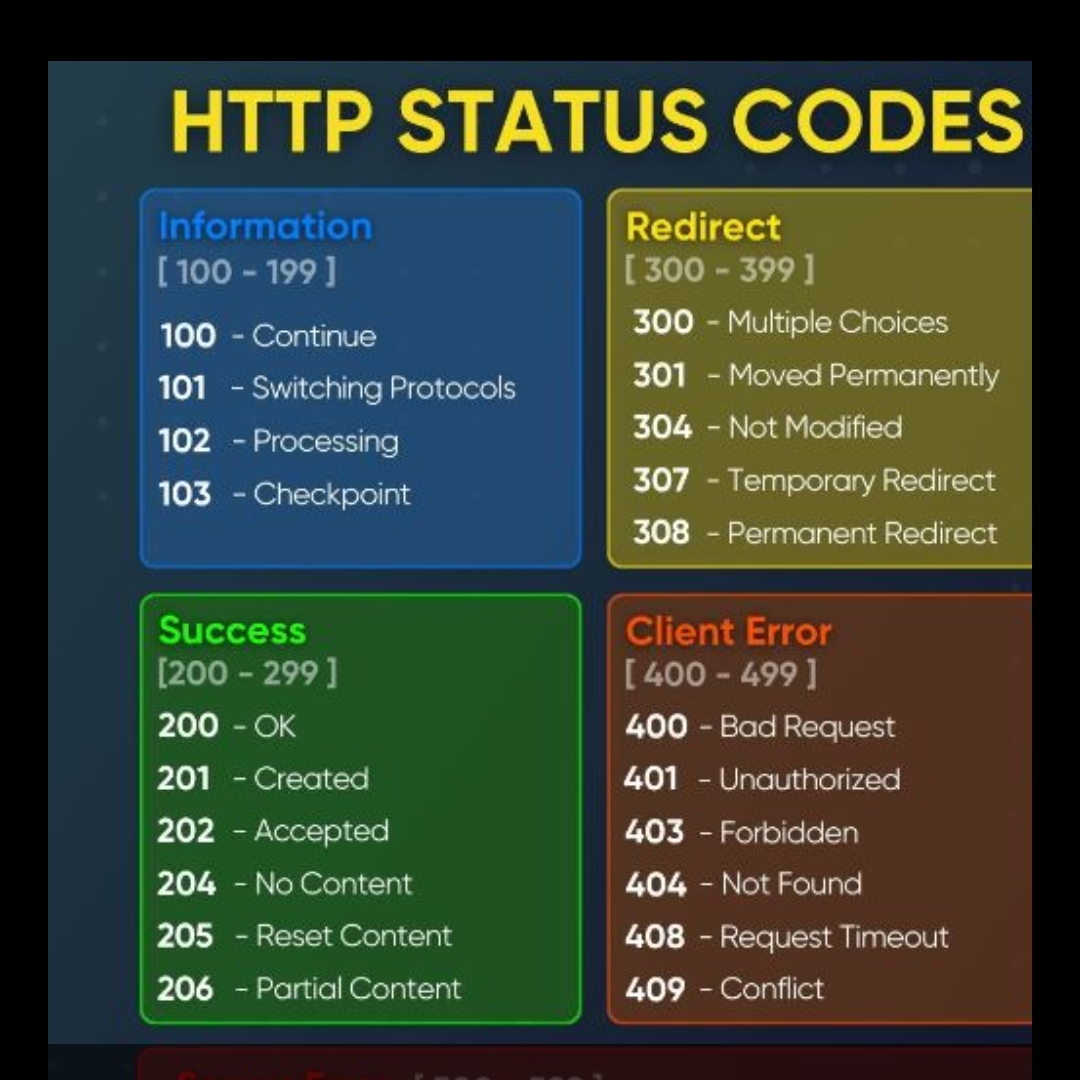 HTTP STATUS CODES
Information
[ 100 - 199 ]
100 - Continue
101 - Switching Protocols
102 - Processing
103 - Checkpoint
Redirect
[ 300 - 399 ]
300 - Multiple Choices
301 - Moved Permanently
304 - Not Modified
307 - Temporary Redirect
308 - Permanent Redirect
Success
[200 - 299 ]
200 - OK
201 - Created
202 - Accepted
204 - No Content
205 - Reset Content
206 - Partial Content
Client Error
[ 400 - 499 ]
400 - Bad Request
401 - Unauthorized
403 - Forbidden
404 - Not Found
408 - Request Timeout
409 - Conflict